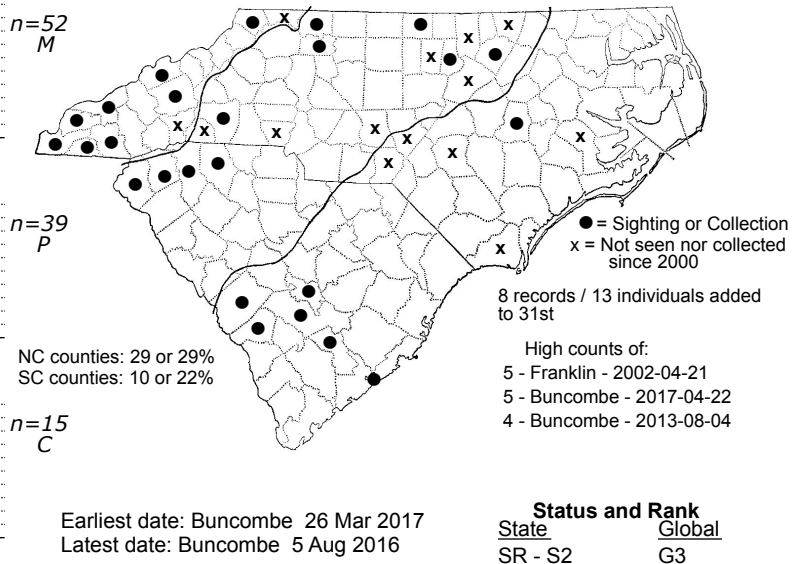 n=52
M
n=39
P
n=15
C
● = Sighting or Collection
x = Not seen nor collected
since 2000
8 records / 13 individuals added
to 31st
NC counties: 29 or 29%
SC counties: 10 or 22%
High counts of:
5 - Franklin - 2002-04-21
5 - Buncombe - 2017-04-22
4 - Buncombe - 2013-08-04
Earliest date: Buncombe 26 Mar 2017
Latest date: Buncombe 5 Aug 2016
Status and Rank
State Global
SR - S2 G3